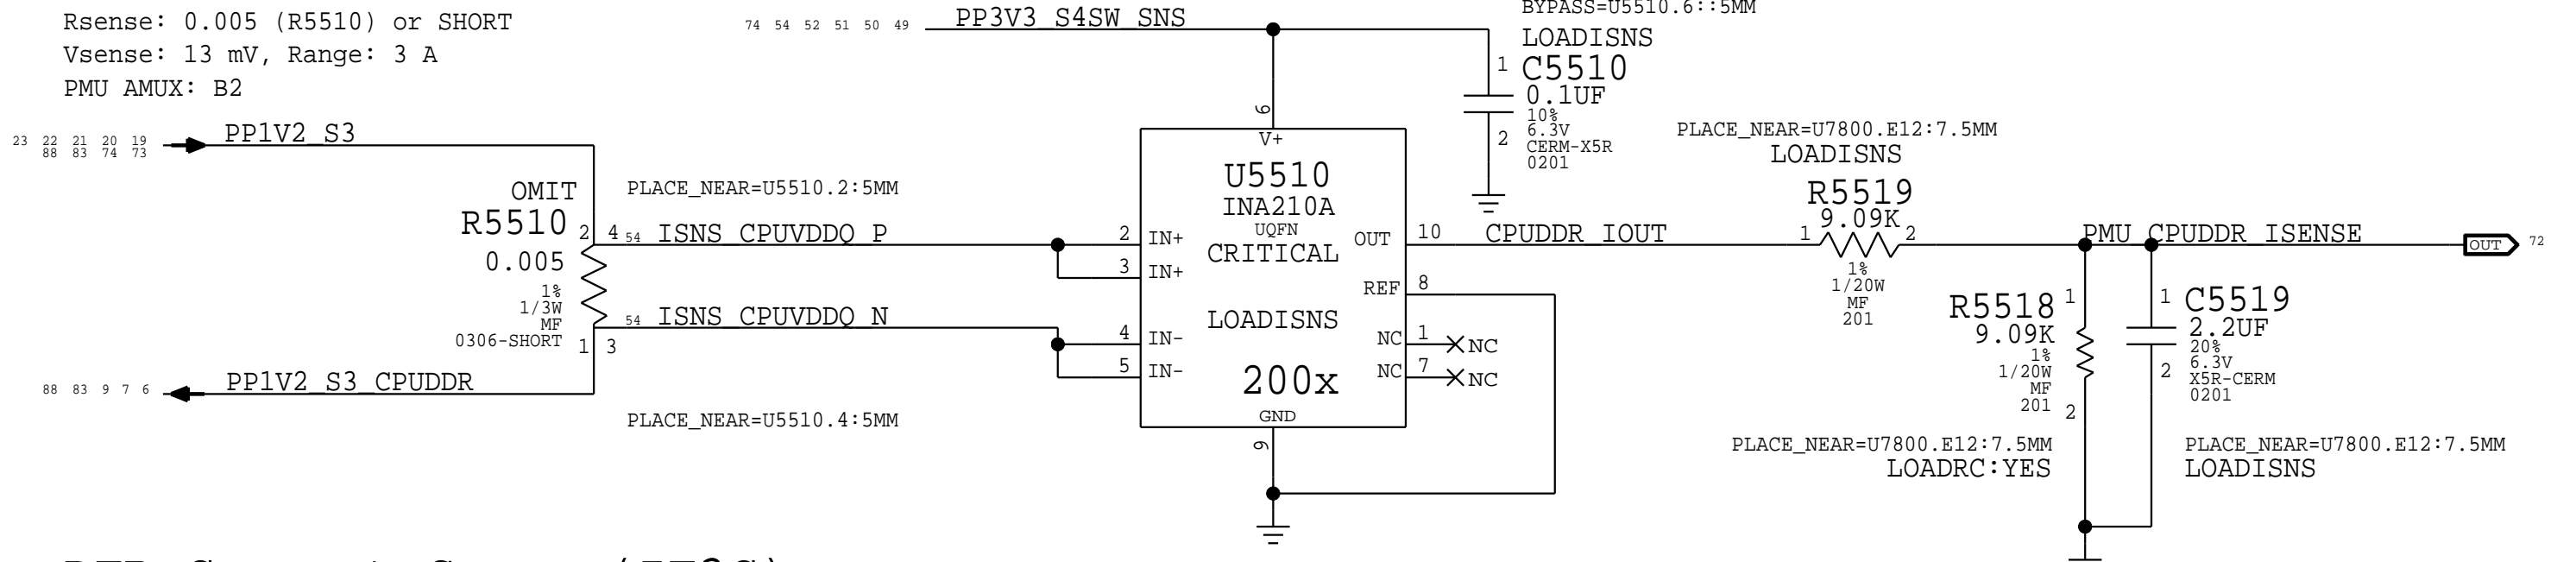 Rsense: 0.005 (R5510) or SHORT
Vsense: 13 mV, Range: 3 A
PMU AMUX: B2
74 54 52 51 50 49
PP3V3_S4SW_SNS
BYPASS=U5510.6::5MM
LOADISNS
1
C5510
0.1UF
10%
6.3V
2
CERM-X5R
0201
23 22 21 20 19
88 83 74 73
PP1V2_S3
OMIT
R5510
0.005
1%
1/3W
MF
0306-SHORT
2 4
1 3
PLACE_NEAR=U5510.2:5MM
54 ISNS_CPUVDDQ_P
54 ISNS_CPUVDDQ_N
88 83 9 7 6
PP1V2_S3_CPUDDR
PLACE_NEAR=U5510.4:5MM
6
V+
U5510
INA210A
UQFN
CRITICAL
LOADISNS
200x
GND
9
2 IN+
3 IN+
4 IN-
5 IN-
OUT 10
REF 8
NC 1 NC
NC 7 NC
CPUDDR_IOUT
PLACE_NEAR=U7800.E12:7.5MM
LOADISNS
R5519
9.09K
1 2
1%
1/20W
MF
201
PMU_CPUDDR_ISENSE
OUT 72
R5518
9.09K
1%
1/20W
MF
201
1
2
PLACE_NEAR=U7800.E12:7.5MM
LOADRC:YES
1
C5519
2.2UF
20%
6.3V
2
X5R-CERM
0201
PLACE_NEAR=U7800.E12:7.5MM
LOADISNS